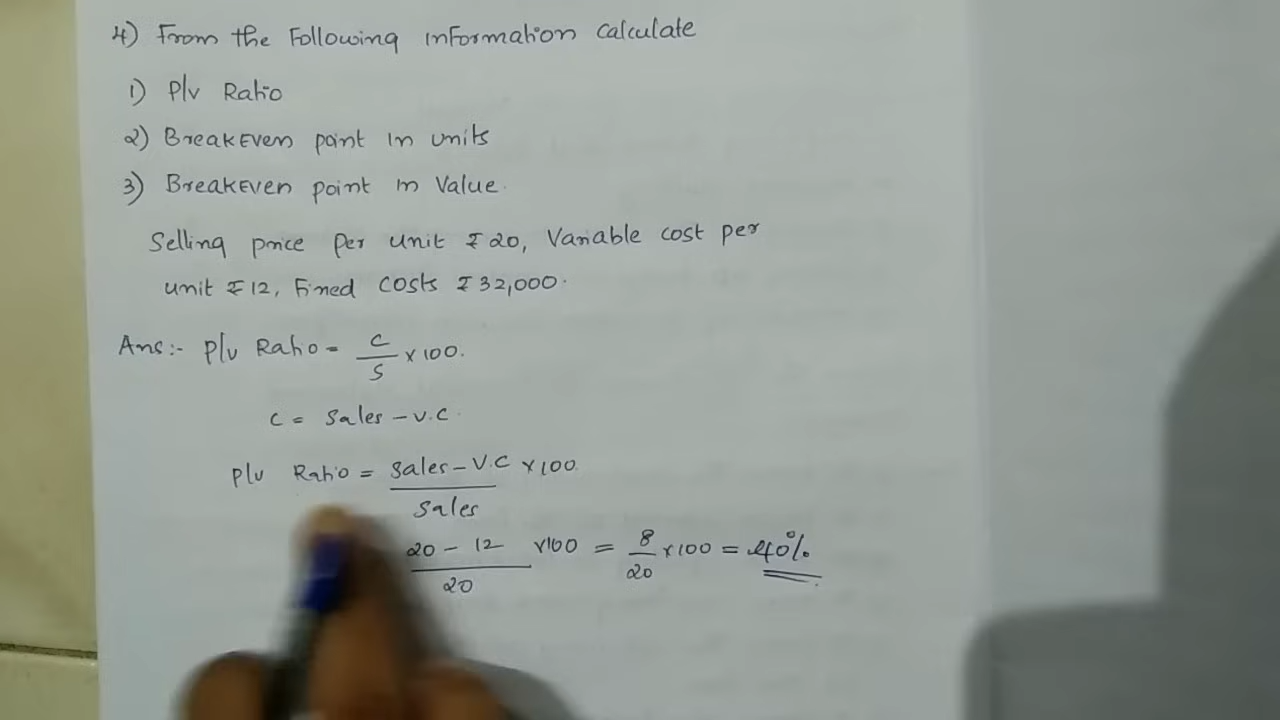 4) From the Following information calculate
1) P/v Ratio
2) BreakEven point in units
3) BreakEven point in Value.
Selling price per unit ₹20, Variable cost per
unit ₹12, Fixed costs ₹32,000.
Ans:- P/v Ratio = C/S × 100.
C = Sales - V.C.
P/v Ratio = Sales - V.C / Sales × 100.
20 - 12 / 20 × 100 = 8/20 × 100 = 40%